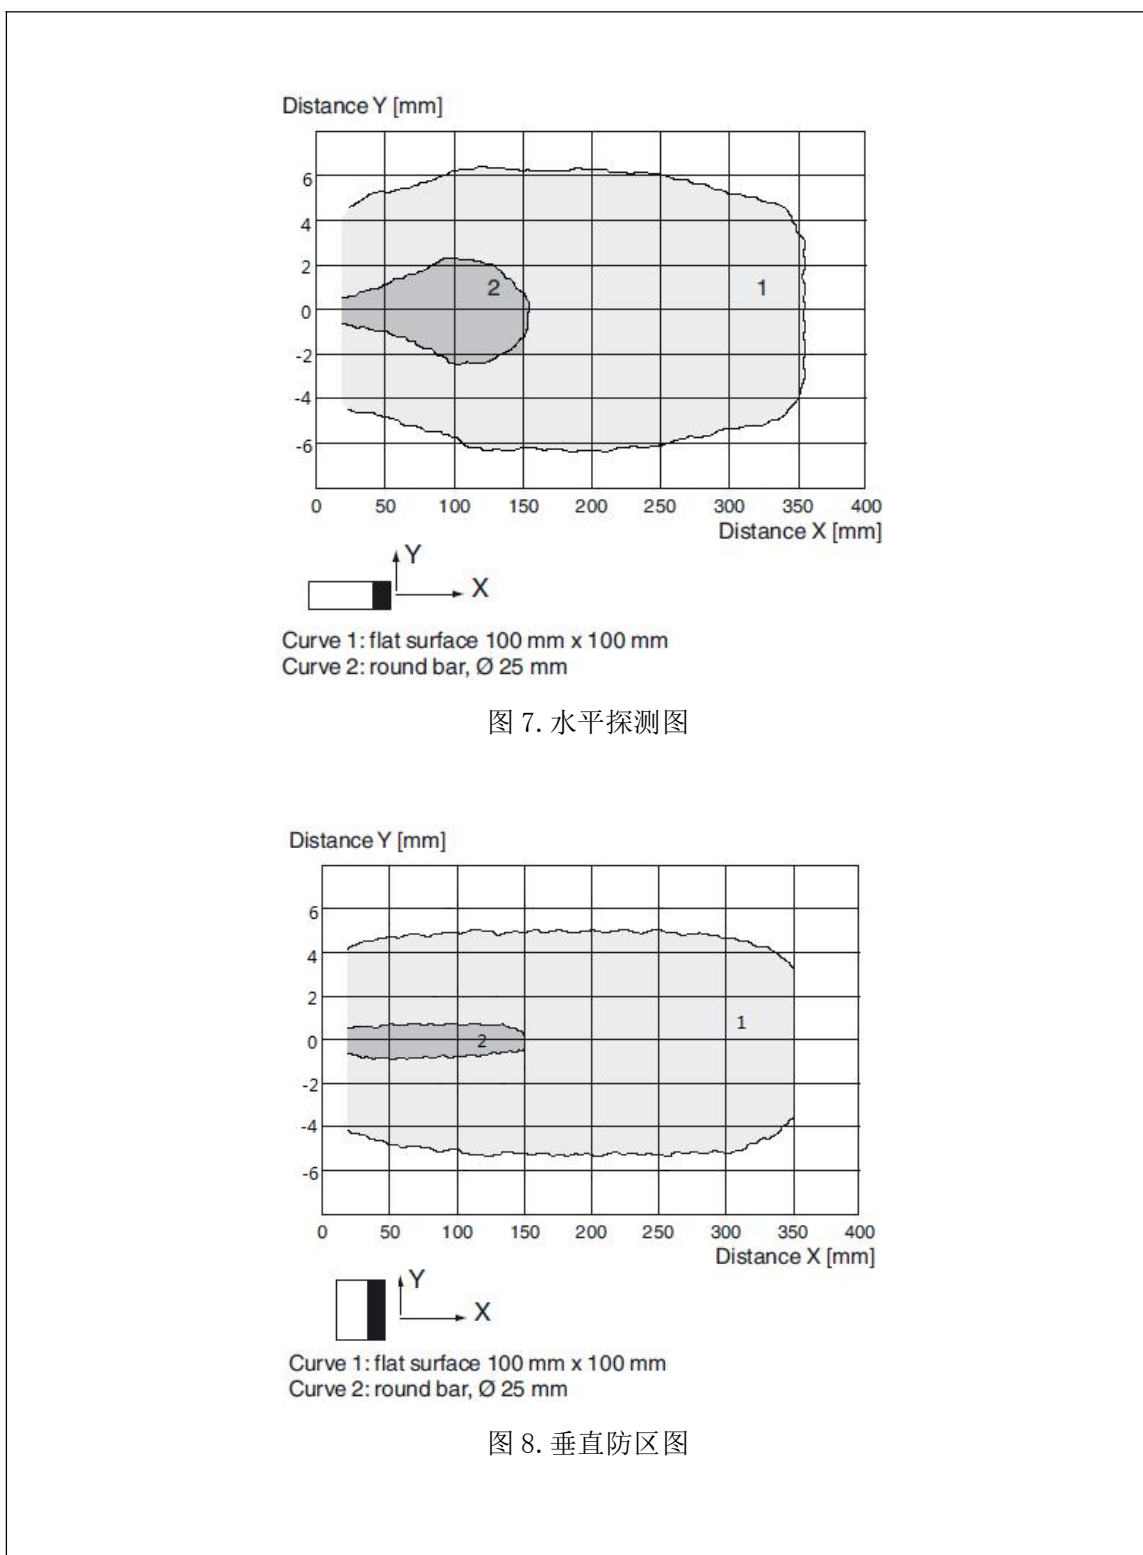 Distance Y [mm]
6
4
2
0
-2
-4
-6
2
1
0 50 100 150 200 250 300 350 400
Distance X [mm]
Y
X
Curve 1: flat surface 100 mm x 100 mm
Curve 2: round bar, Ø 25 mm
图 7. 水平探测图
Distance Y [mm]
6
4
2
0
-2
-4
-6
1
2
0 50 100 150 200 250 300 350 400
Distance X [mm]
Y
X
Curve 1: flat surface 100 mm x 100 mm
Curve 2: round bar, Ø 25 mm
图 8. 垂直防区图